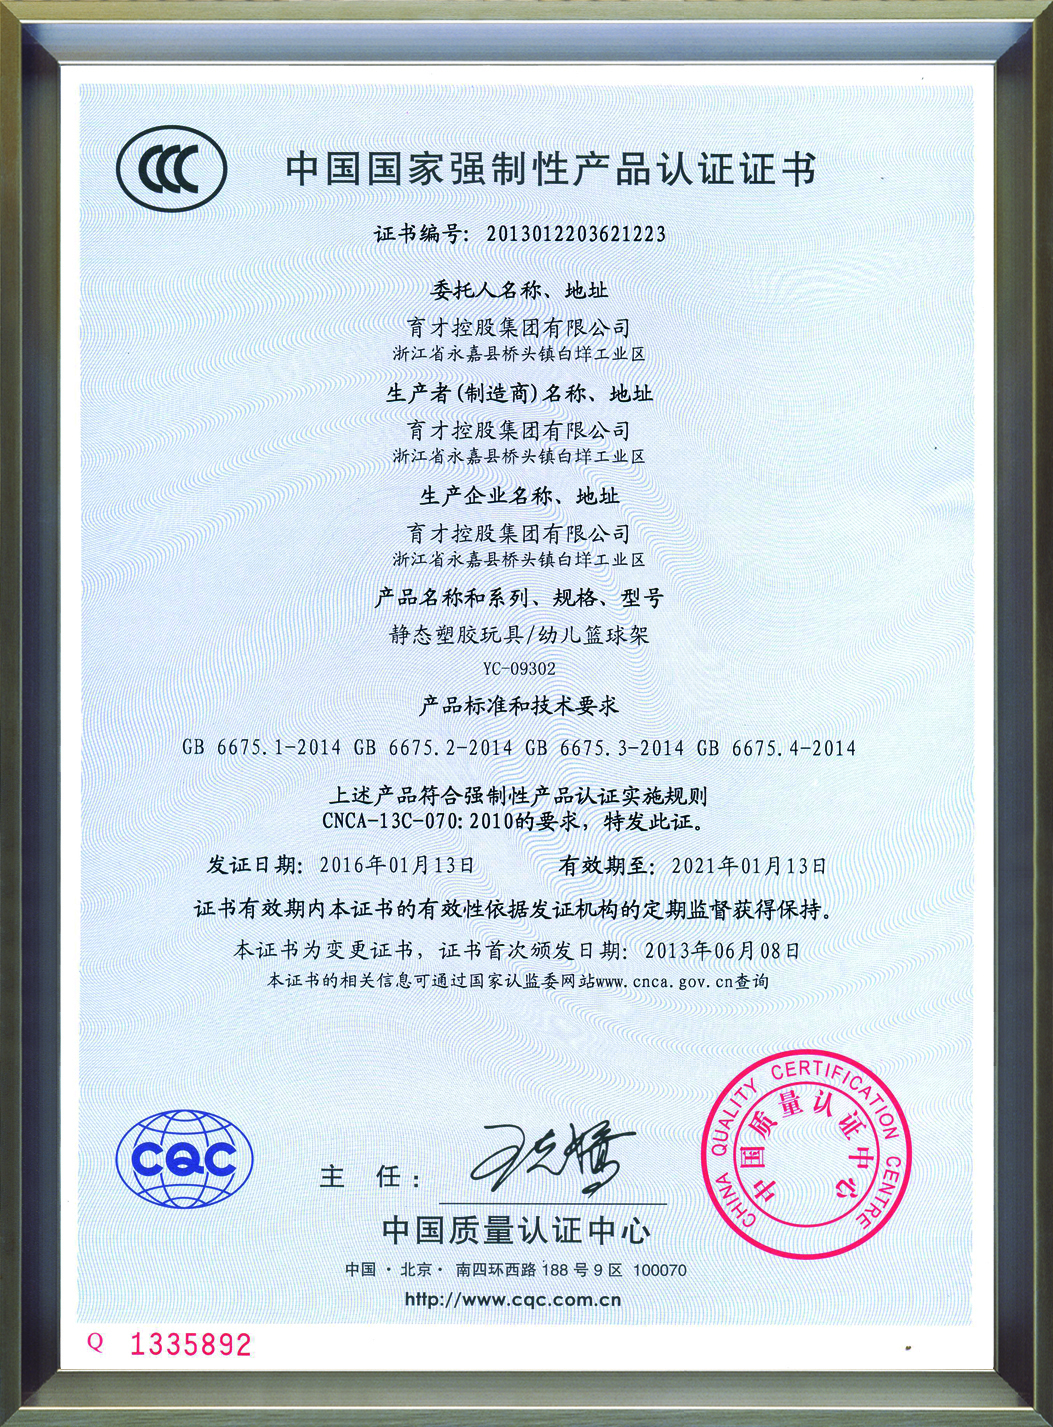 CCC
中国国家强制性产品认证证书
证书编号: 2013012203621223
委托人名称、地址
育才控股集团有限公司
浙江省永嘉县桥头镇白垟工业区
生产者(制造商)名称、地址
育才控股集团有限公司
浙江省永嘉县桥头镇白垟工业区
生产企业名称、地址
育才控股集团有限公司
浙江省永嘉县桥头镇白垟工业区
产品名称和系列、规格、型号
静态塑胶玩具/幼儿篮球架
YC-09302
产品标准和技术要求
GB 6675.1-2014 GB 6675.2-2014 GB 6675.3-2014 GB 6675.4-2014
上述产品符合强制性产品认证实施规则
CNCA-13C-070:2010的要求，特发此证。
发证日期: 2016年01月13日 有效期至: 2021年01月13日
证书有效期内本证书的有效性依据发证机构的定期监督获得保持。
本证书为变更证书，证书首次颁发日期: 2013年06月08日
本证书的相关信息可通过国家认监委网站www.cnca.gov.cn查询
CQC
主 任:
CHINA QUALITY CERTIFICATION CENTRE
中国质量认证中心
中国质量认证中心
中国·北京·南四环西路188号9区 100070
http://www.cqc.com.cn
Q 1335892